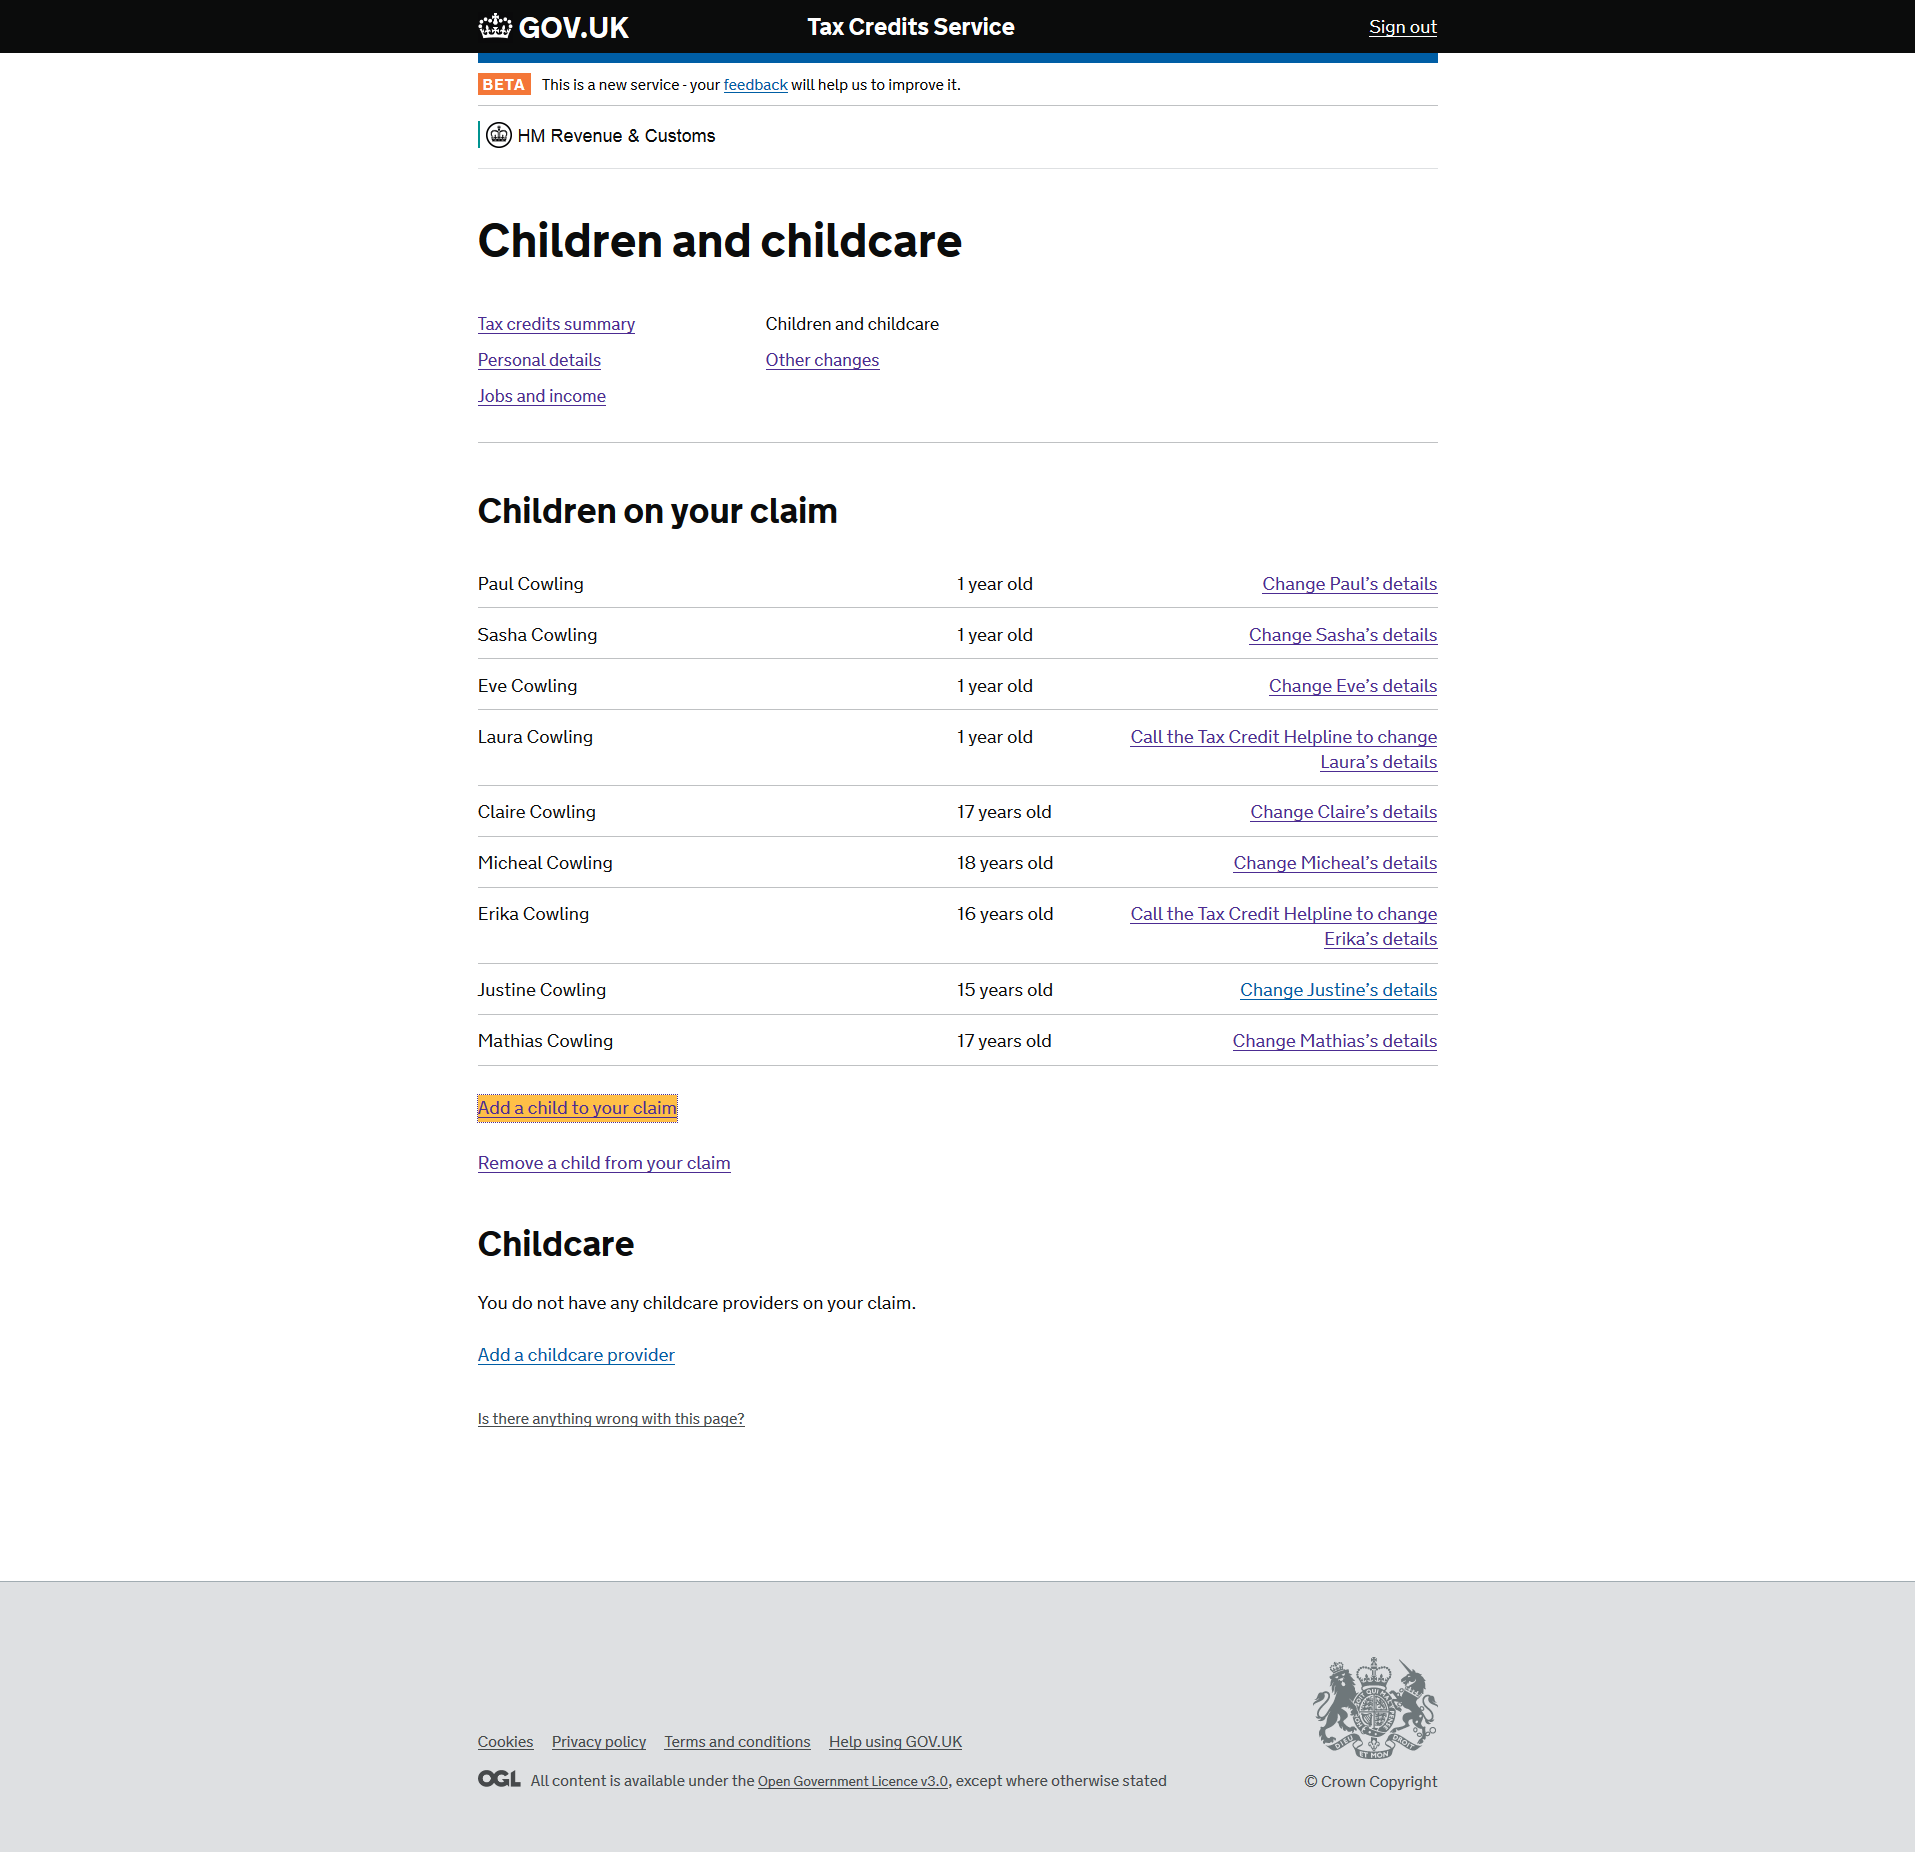 GOV.UK
Tax Credits Service
Sign out
BETA This is a new service - your feedback will help us to improve it.
HM Revenue & Customs
Children and childcare
Tax credits summary
Personal details
Jobs and income
Children and childcare
Other changes
Children on your claim
Paul Cowling 1 year old Change Paul’s details
Sasha Cowling 1 year old Change Sasha’s details
Eve Cowling 1 year old Change Eve’s details
Laura Cowling 1 year old Call the Tax Credit Helpline to change
Laura’s details
Claire Cowling 17 years old Change Claire’s details
Micheal Cowling 18 years old Change Micheal’s details
Erika Cowling 16 years old Call the Tax Credit Helpline to change
Erika’s details
Justine Cowling 15 years old Change Justine’s details
Mathias Cowling 17 years old Change Mathias’s details
Add a child to your claim
Remove a child from your claim
Childcare
You do not have any childcare providers on your claim.
Add a childcare provider
Is there anything wrong with this page?
Cookies Privacy policy Terms and conditions Help using GOV.UK
OGL All content is available under the Open Government Licence v3.0, except where otherwise stated
DIEU ET MON DROIT
© Crown Copyright